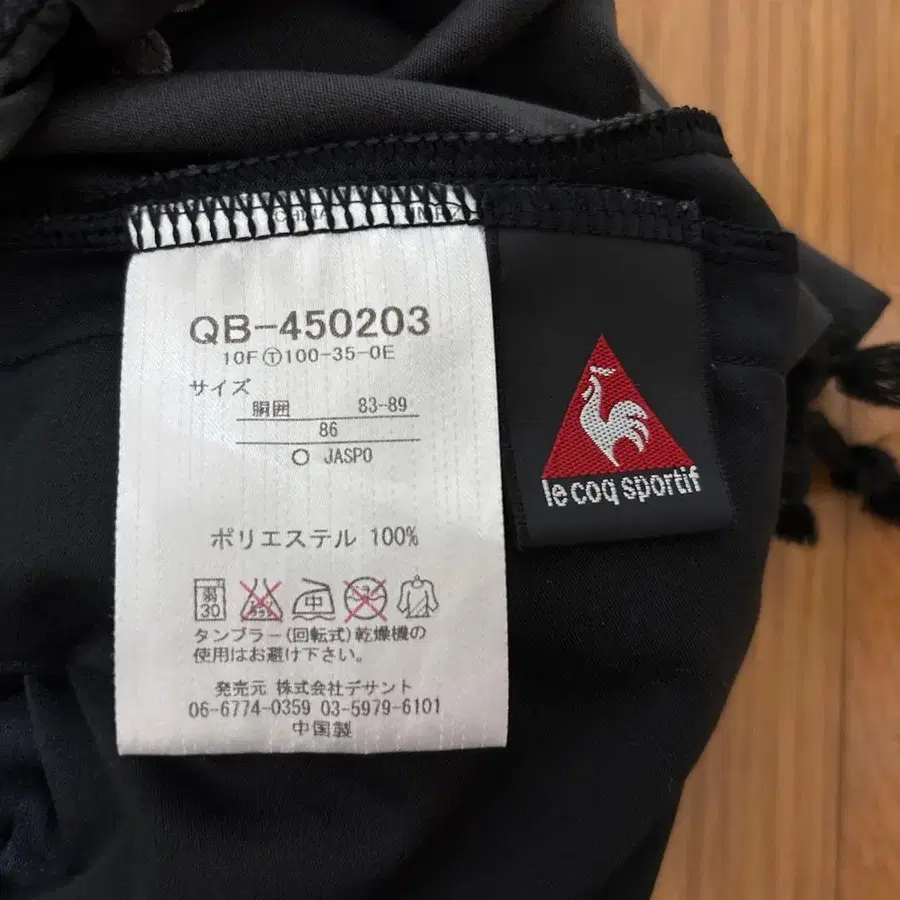 QB-450203
10F Ⓣ100-35-0E
サイズ
胴囲 83-89
86
○ JASPO
ポリエステル 100%
弱 30 中
タンブラー(回転式)乾燥機の
使用はお避け下さい。
発売元 株式会社デサント
06-6774-0359 03-5979-6101
中国製
le coq sportif